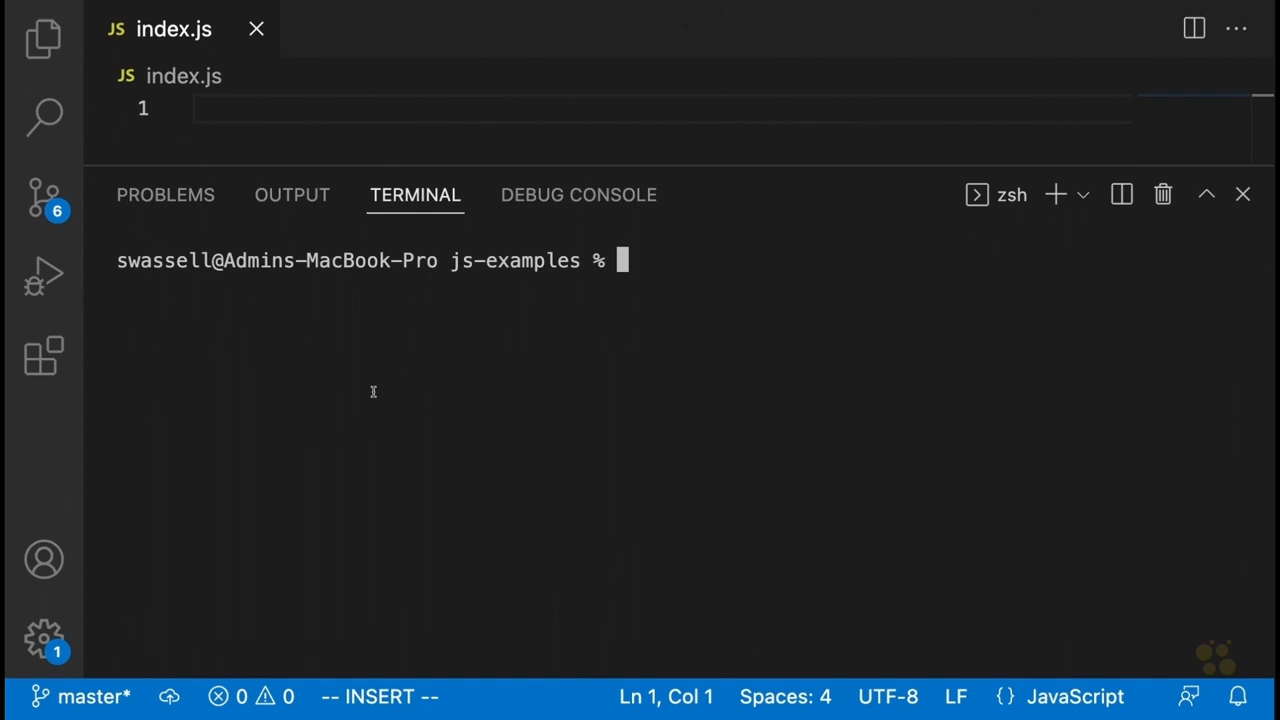 JS index.js
JS index.js
1
PROBLEMS OUTPUT TERMINAL DEBUG CONSOLE zsh
swassell@Admins-MacBook-Pro js-examples %
6
1
master* 0 0 -- INSERT -- Ln 1, Col 1 Spaces: 4 UTF-8 LF {} JavaScript